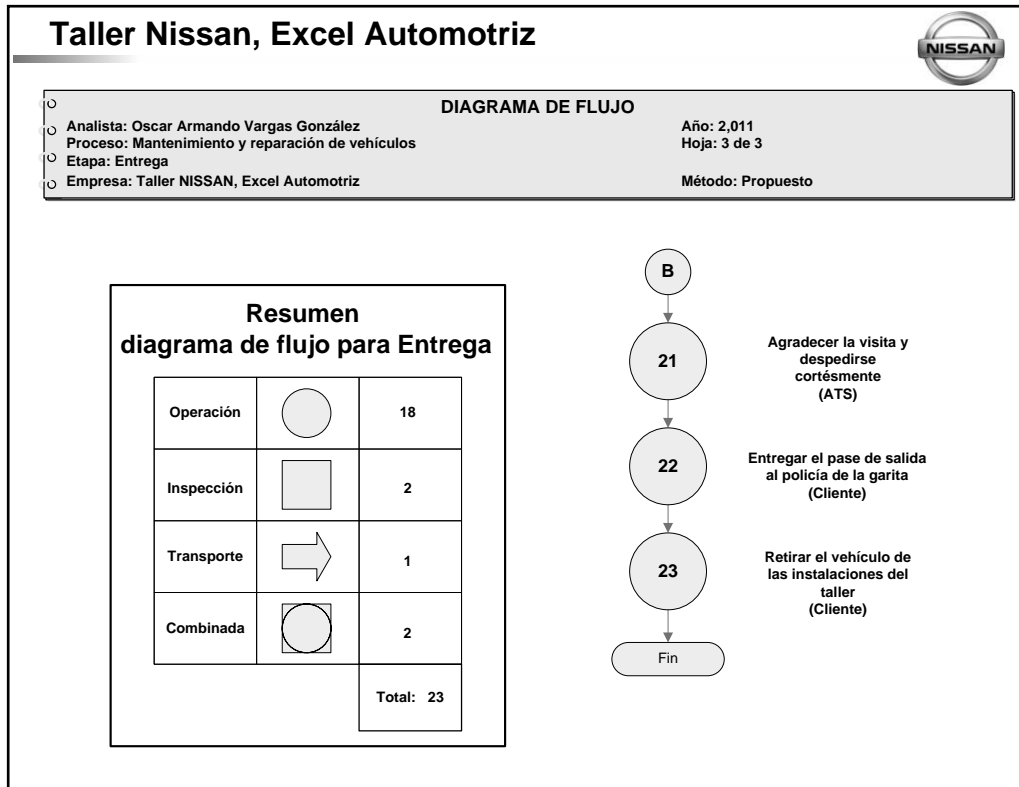 Taller Nissan, Excel Automotriz
NISSAN
DIAGRAMA DE FLUJO
Analista: Oscar Armando Vargas González
Año: 2,011
Proceso: Mantenimiento y reparación de vehículos
Hoja: 3 de 3
Etapa: Entrega
Empresa: Taller NISSAN, Excel Automotriz
Método: Propuesto
Resumen
diagrama de flujo para Entrega
Operación
18
Inspección
2
Transporte
1
Combinada
2
Total: 23
B
21
Agradecer la visita y
despedirse
cortésmente
(ATS)
22
Entregar el pase de salida
al policía de la garita
(Cliente)
23
Retirar el vehículo de
las instalaciones del
taller
(Cliente)
Fin